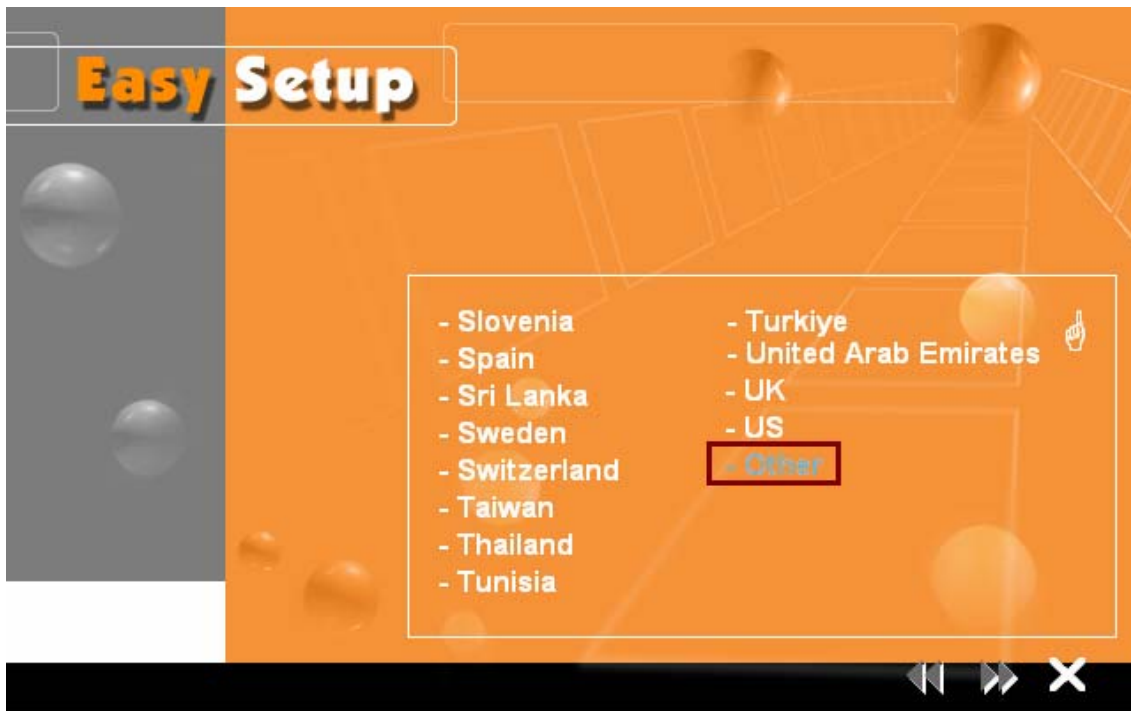 Easy Setup
- Slovenia
- Spain
- Sri Lanka
- Sweden
- Switzerland
- Taiwan
- Thailand
- Tunisia
- Turkiye
- United Arab Emirates
- UK
- US
- Other